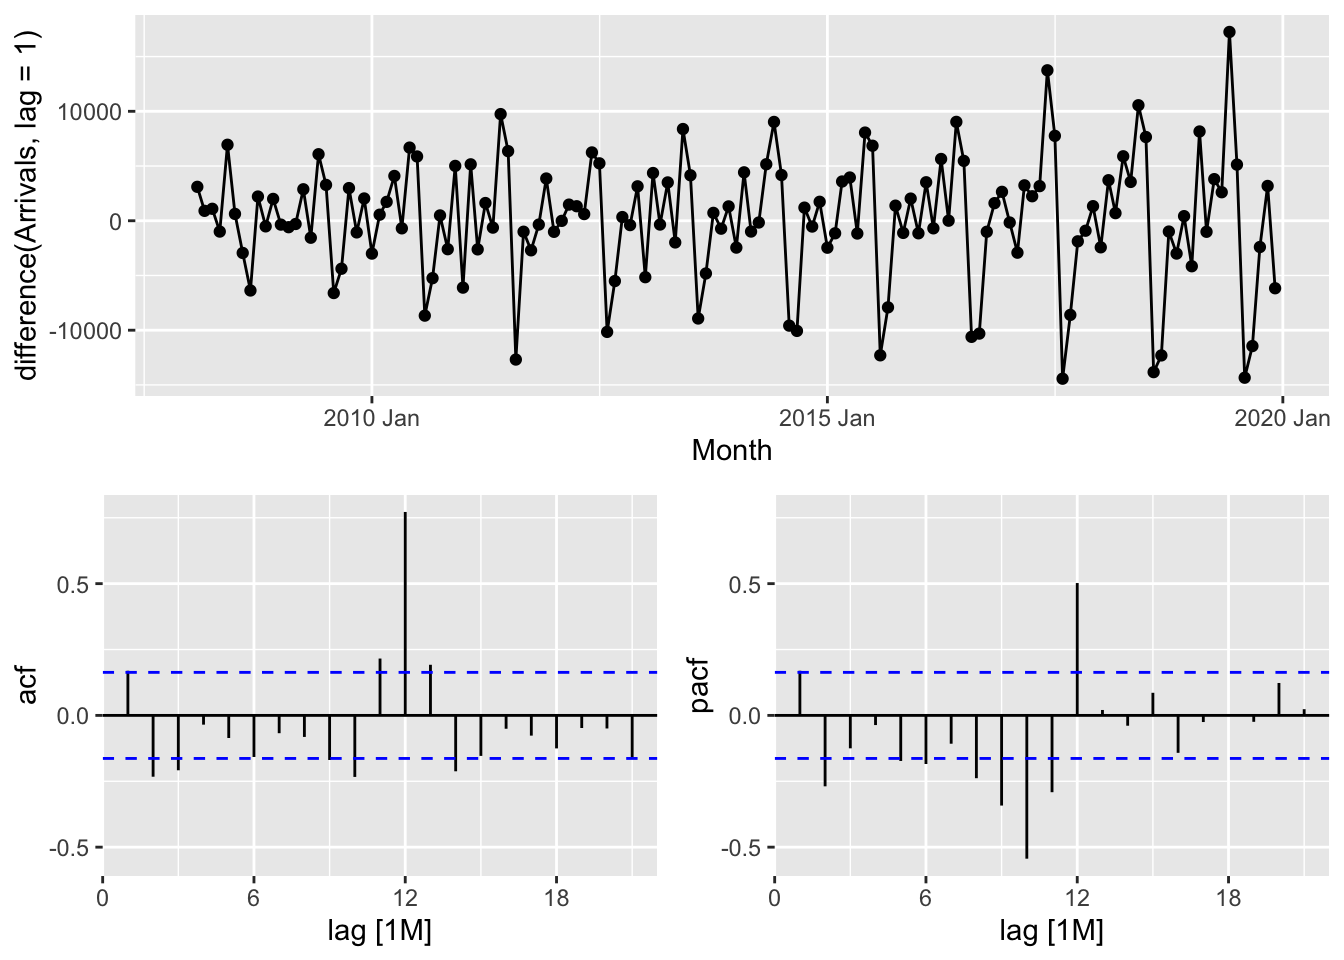 difference(Arrivals, lag = 1)
10000
0
-10000
2010 Jan 2015 Jan 2020 Jan
Month
acf
0.5
0.0
-0.5
0 6 12 18
lag [1M]
pacf
0.5
0.0
-0.5
0 6 12 18
lag [1M]